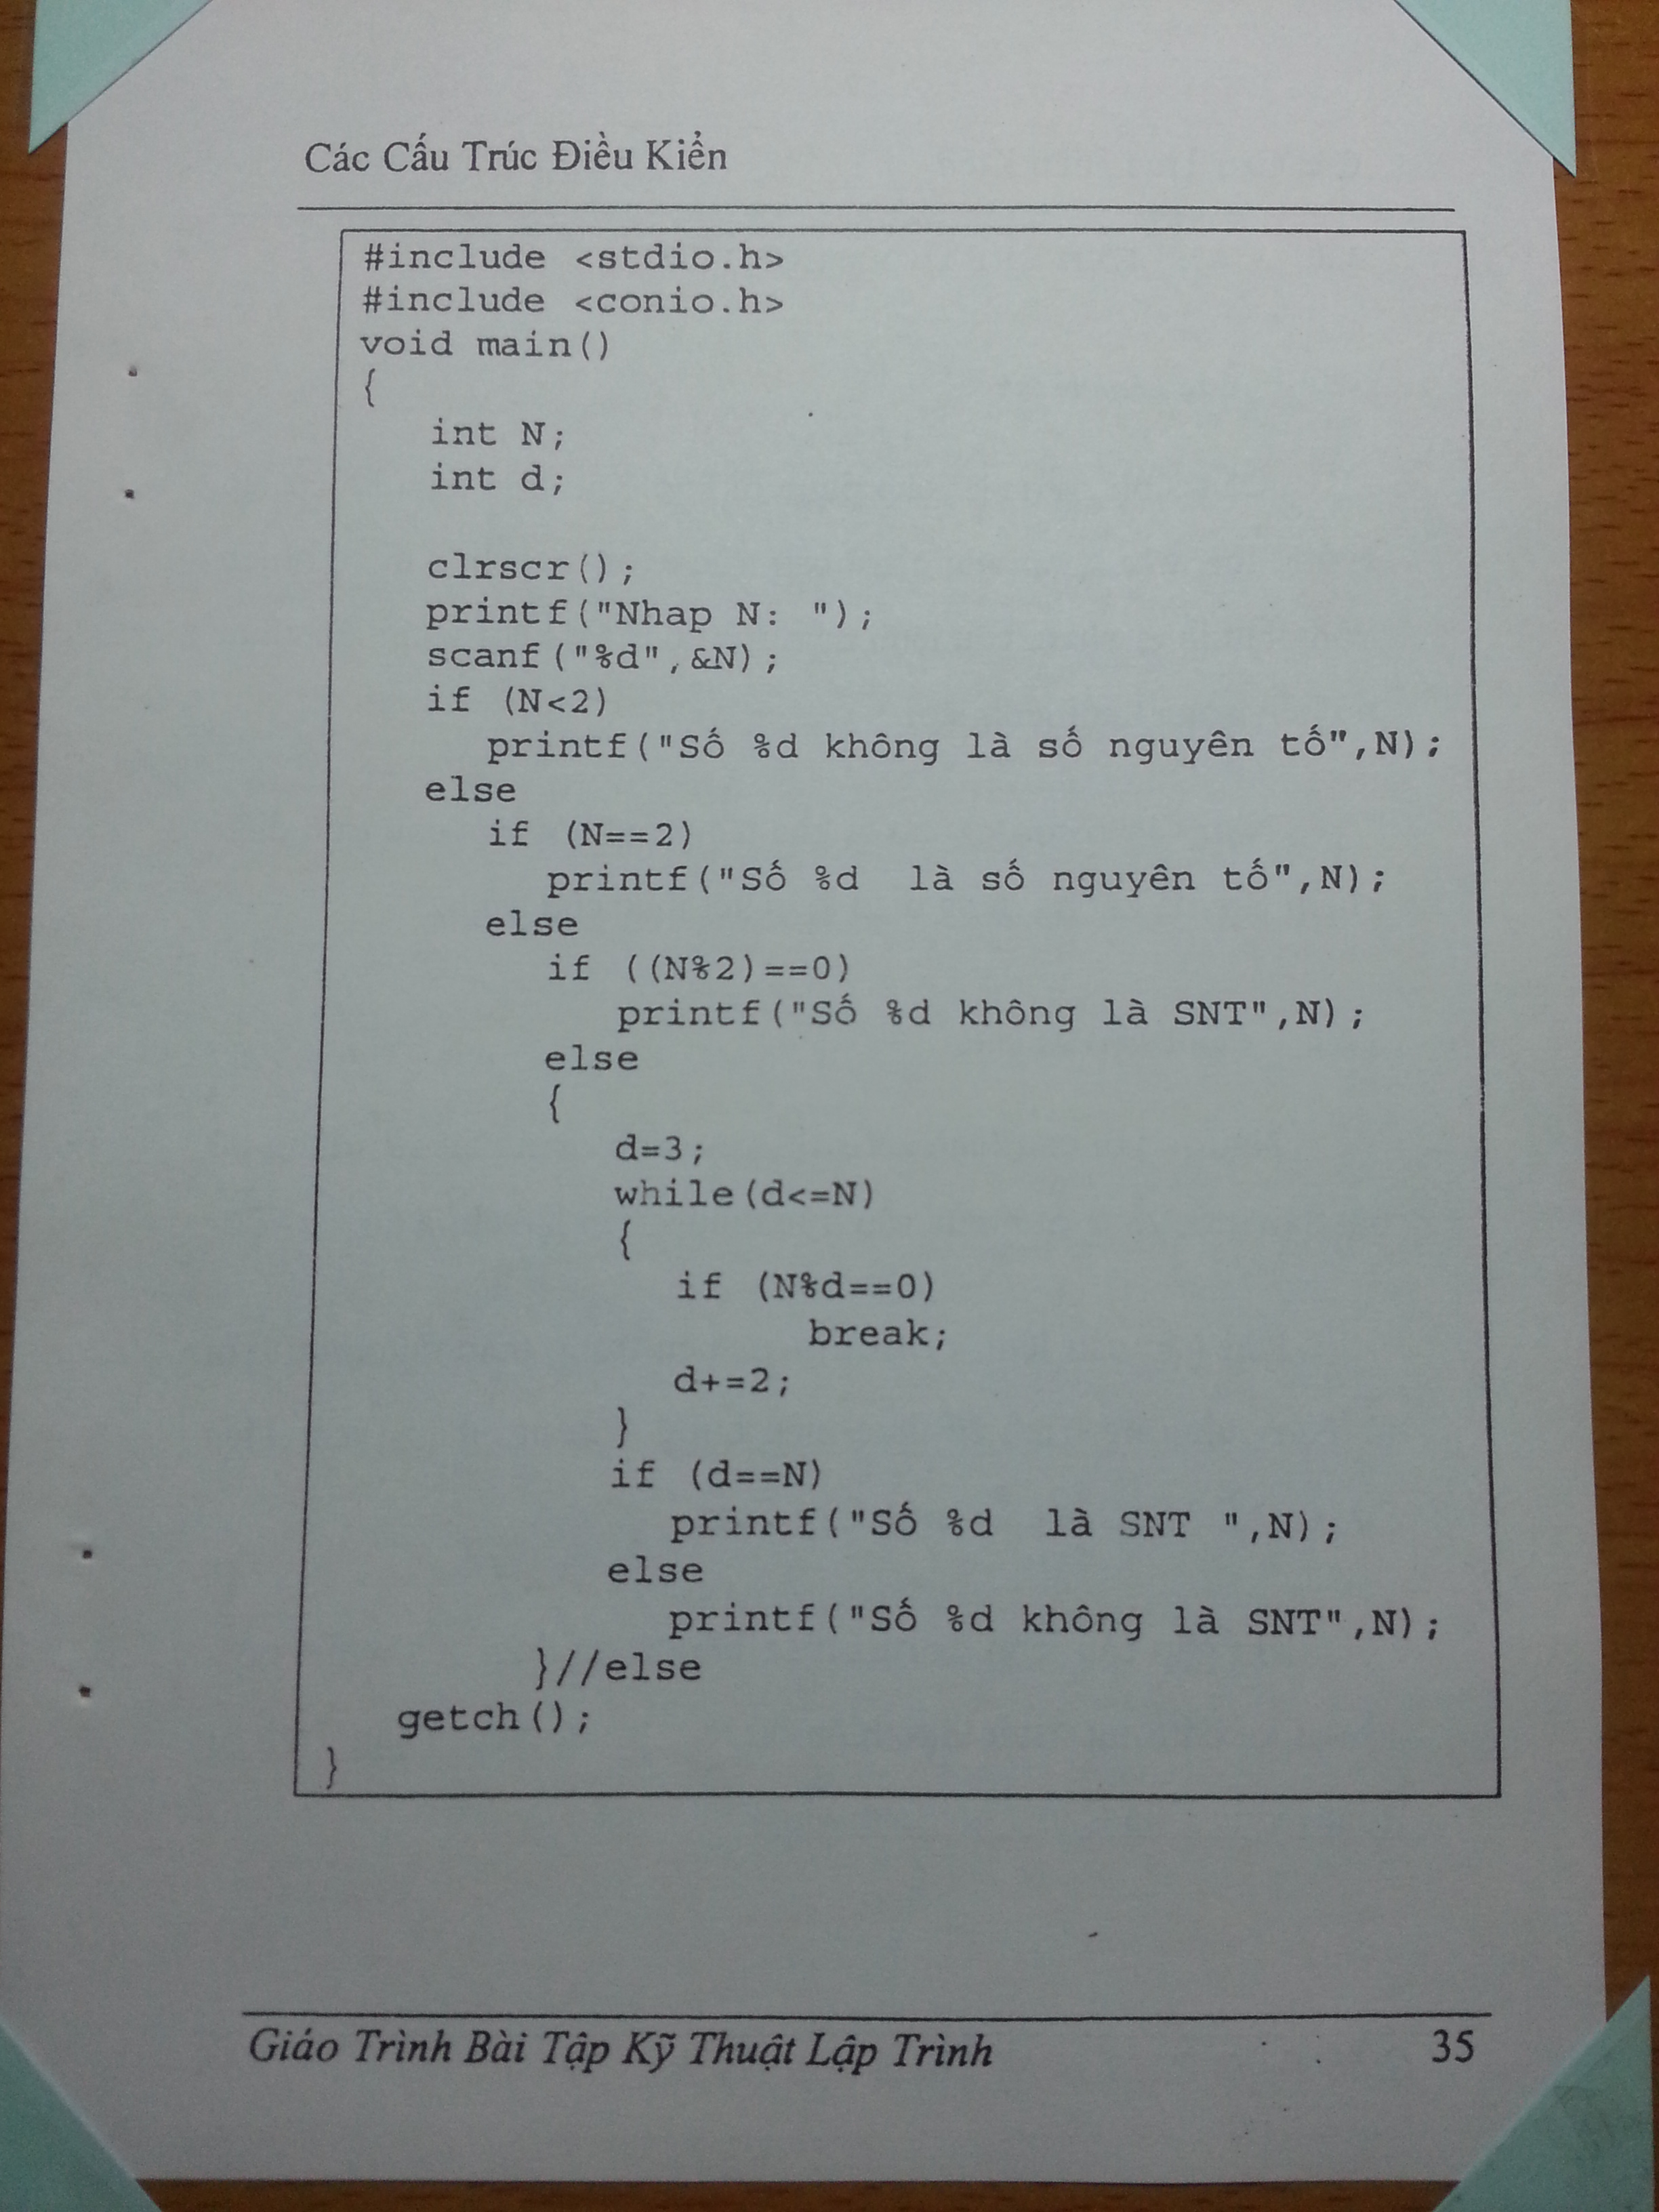 Các Cấu Trúc Điều Kiển
#include <stdio.h>
#include <conio.h>
void main()
{
int N;
int d;
clrscr();
printf("Nhap N: ");
scanf("%d",&N);
if (N<2)
printf("Số %d không là số nguyên tố",N);
else
if (N==2)
printf("Số %d  là số nguyên tố",N);
else
if ((N%2)==0)
printf("Số %d không là SNT",N);
else
{
d=3;
while(d<=N)
{
if (N%d==0)
break;
d+=2;
}
if (d==N)
printf("Số %d  là SNT ",N);
else
printf("Số %d không là SNT",N);
}//else
getch();
}
Giáo Trình Bài Tập Kỹ Thuật Lập Trình 35